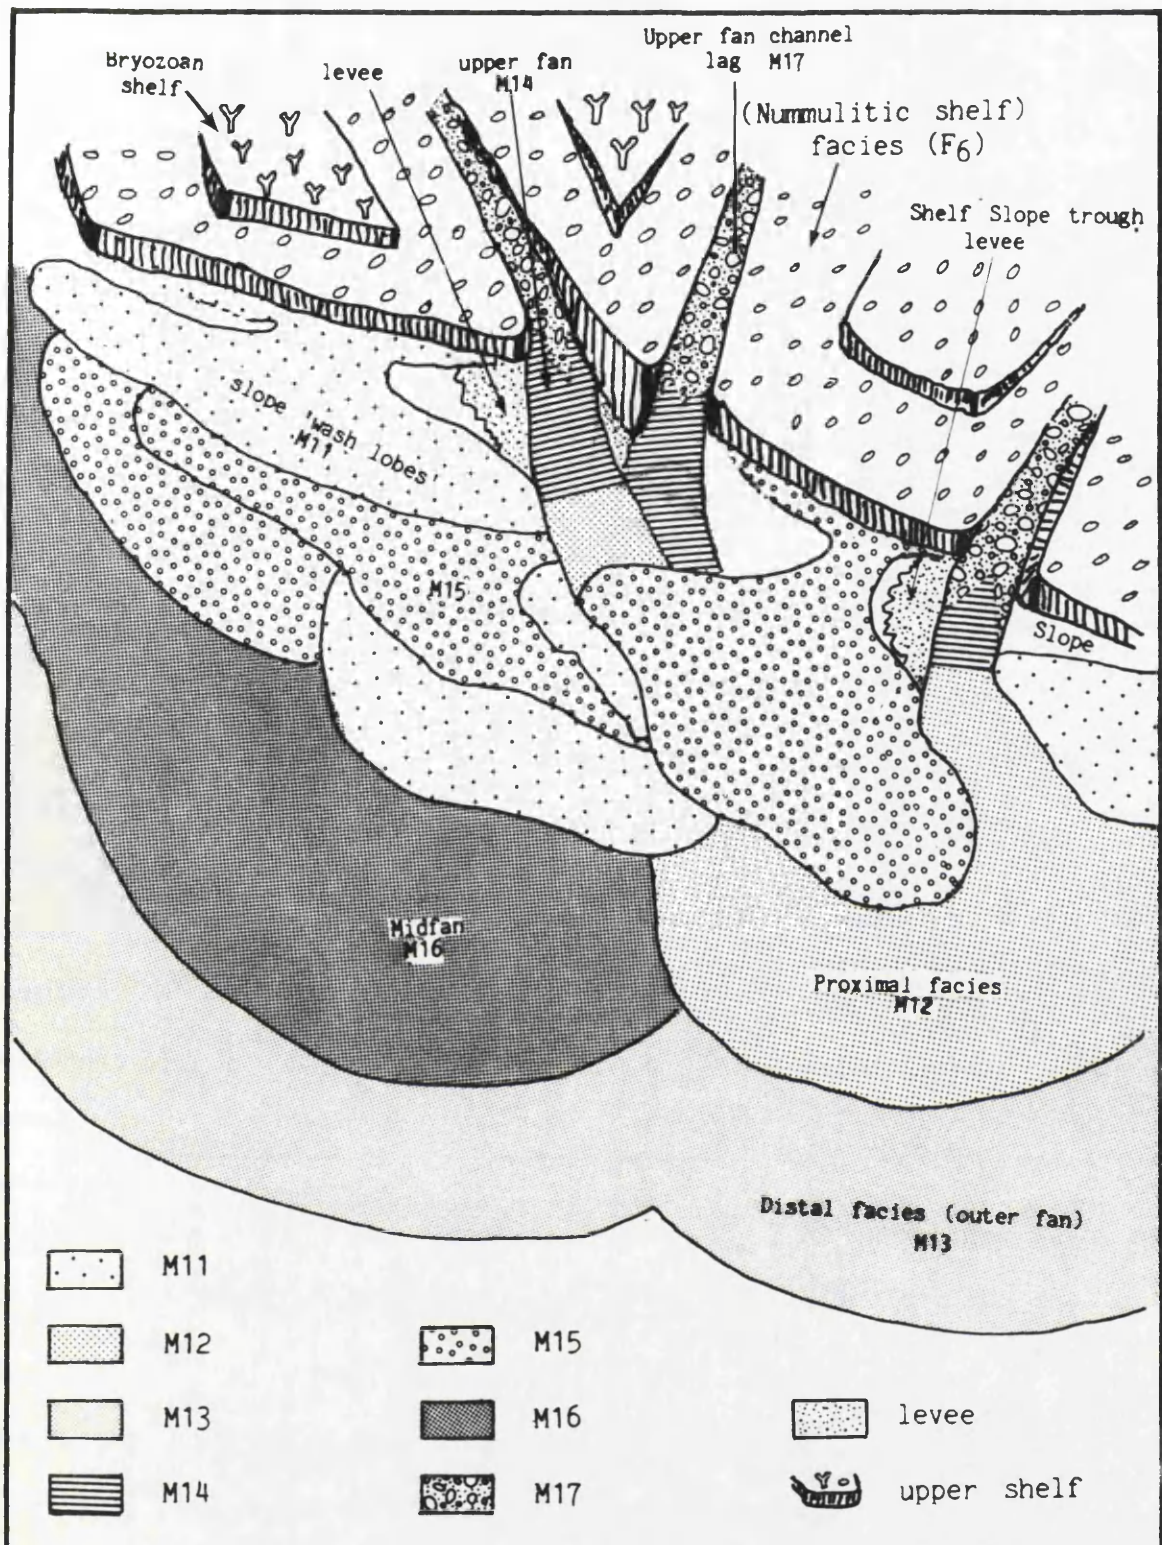 Bryozoan
shelf
levee
upper fan
M14
Upper fan channel
lag M17
(Nummulitic shelf)
facies (F6)
Shelf Slope trough
levee
slope 'wash lobes'
M11
M15
Slope
Midfan
M16
Proximal facies
M12
Distal facies (outer fan)
M13
M11
M12
M13
M14
M15
M16
M17
levee
upper shelf